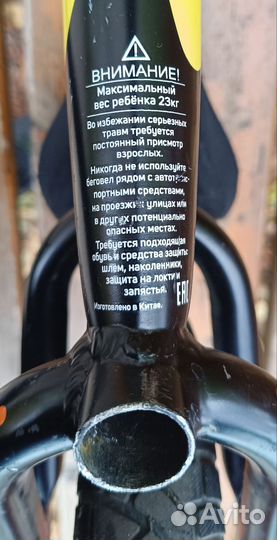 ВНИМАНИЕ!
Максимальный
вес ребёнка 23кг
Во избежании серьезных
травм требуется
постоянный присмотр
взрослых.
Никогда не используйте
беговел рядом с автотранс-
портными средствами,
на проезжих улицах или
в других потенциально
опасных местах.
Требуется подходящая
обувь и средства защиты:
шлём, наколенники,
защита на локти и
запястья.
Изготовлено в Китае.
EAC
Avito